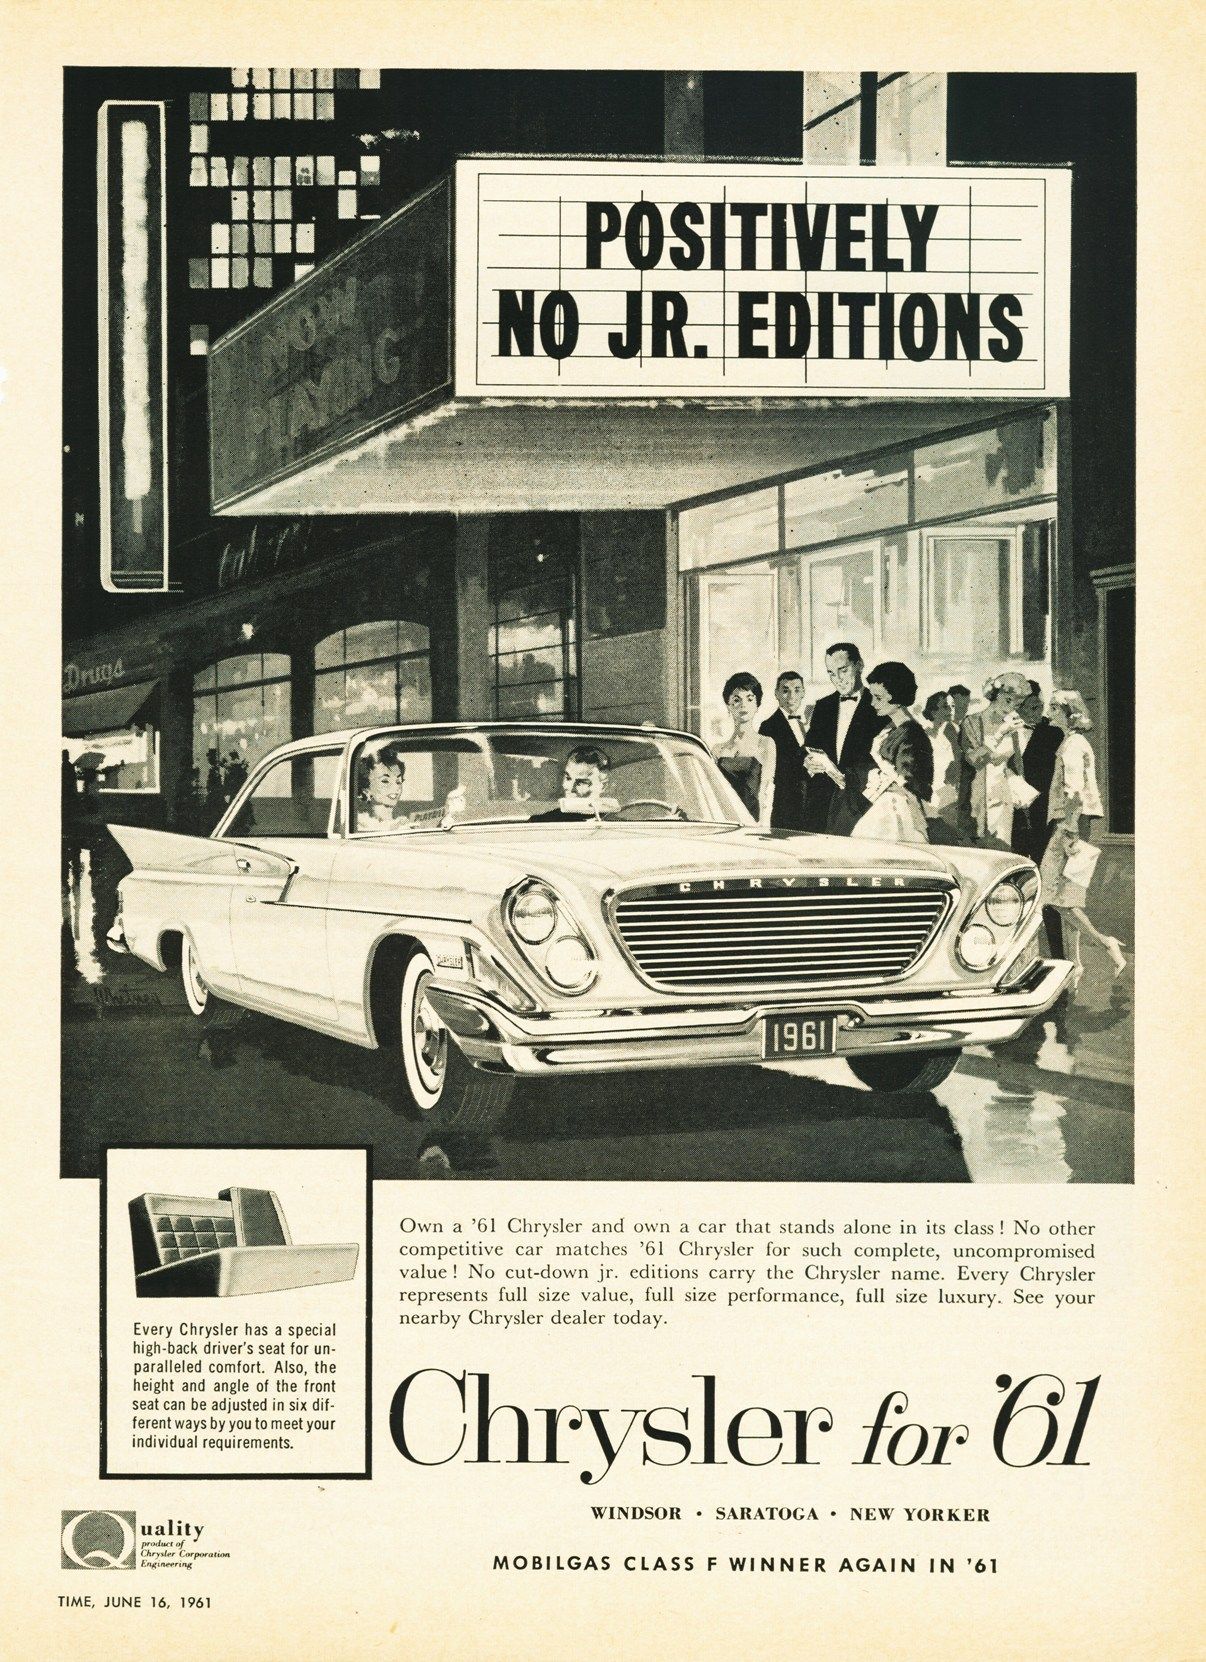 POSITIVELY
NO JR. EDITIONS
NOW
Drugs
CHRYSLER
1961
Own a ’61 Chrysler and own a car that stands alone in its class! No other
competitive car matches ’61 Chrysler for such complete, uncompromised
value! No cut-down jr. editions carry the Chrysler name. Every Chrysler
represents full size value, full size performance, full size luxury. See your
nearby Chrysler dealer today.
Every Chrysler has a special
high-back driver’s seat for un-
paralleled comfort. Also, the
height and angle of the front
seat can be adjusted in six dif-
ferent ways by you to meet your
individual requirements.
Chrysler for ’61
WINDSOR • SARATOGA • NEW YORKER
MOBILGAS CLASS F WINNER AGAIN IN ’61
Quality
product of
Chrysler Corporation
Engineering
TIME, JUNE 16, 1961